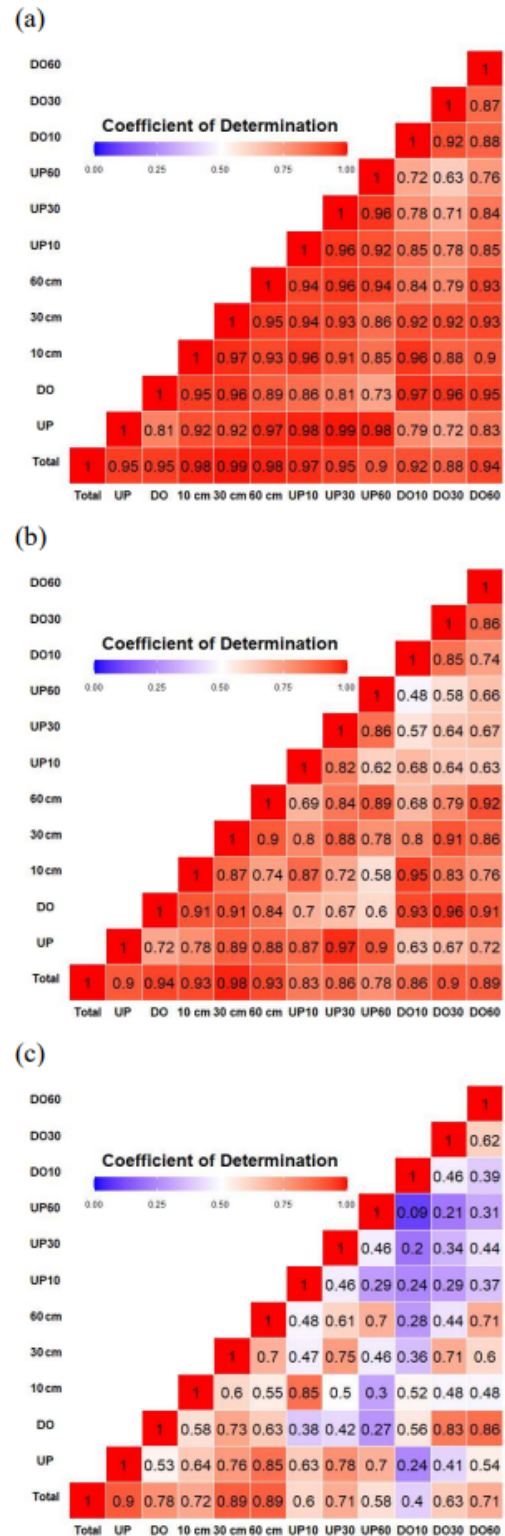 (a)
DO60 1
DO30 1 0.87
Coefficient of Determination
DO10 1 0.92 0.88
0.00 0.25 0.50 0.75 1.00
UP60 1 0.72 0.63 0.76
UP30 1 0.96 0.78 0.71 0.84
UP10 1 0.96 0.92 0.85 0.78 0.85
60 cm 1 0.94 0.96 0.94 0.84 0.79 0.93
30 cm 1 0.95 0.94 0.93 0.86 0.92 0.92 0.93
10 cm 1 0.97 0.93 0.96 0.91 0.85 0.96 0.88 0.9
DO 1 0.95 0.96 0.89 0.86 0.81 0.73 0.97 0.96 0.95
UP 1 0.81 0.92 0.92 0.97 0.98 0.99 0.98 0.79 0.72 0.83
Total 1 0.95 0.95 0.98 0.99 0.98 0.97 0.95 0.9 0.92 0.88 0.94
Total UP DO 10 cm 30 cm 60 cm UP10 UP30 UP60 DO10 DO30 DO60
(b)
DO60 1
DO30 1 0.86
Coefficient of Determination
DO10 1 0.85 0.74
0.00 0.25 0.50 0.75 1.00
UP60 1 0.48 0.58 0.66
UP30 1 0.86 0.57 0.64 0.67
UP10 1 0.82 0.62 0.68 0.64 0.63
60 cm 1 0.69 0.84 0.89 0.68 0.79 0.92
30 cm 1 0.9 0.8 0.88 0.78 0.8 0.91 0.86
10 cm 1 0.87 0.74 0.87 0.72 0.58 0.95 0.83 0.76
DO 1 0.91 0.91 0.84 0.7 0.67 0.6 0.93 0.96 0.91
UP 1 0.72 0.78 0.89 0.88 0.87 0.97 0.9 0.63 0.67 0.72
Total 1 0.9 0.94 0.93 0.98 0.93 0.83 0.86 0.78 0.86 0.9 0.89
Total UP DO 10 cm 30 cm 60 cm UP10 UP30 UP60 DO10 DO30 DO60
(c)
DO60 1
DO30 1 0.62
Coefficient of Determination
DO10 1 0.46 0.39
0.00 0.25 0.50 0.75 1.00
UP60 1 0.09 0.21 0.31
UP30 1 0.46 0.2 0.34 0.44
UP10 1 0.46 0.29 0.24 0.29 0.37
60 cm 1 0.48 0.61 0.7 0.28 0.44 0.71
30 cm 1 0.7 0.47 0.75 0.46 0.36 0.71 0.6
10 cm 1 0.6 0.55 0.85 0.5 0.3 0.52 0.48 0.48
DO 1 0.58 0.73 0.63 0.38 0.42 0.27 0.56 0.83 0.86
UP 1 0.53 0.64 0.76 0.85 0.63 0.78 0.7 0.24 0.41 0.54
Total 1 0.9 0.78 0.72 0.89 0.89 0.6 0.71 0.58 0.4 0.63 0.71
Total UP DO 10 cm 30 cm 60 cm UP10 UP30 UP60 DO10 DO30 DO60